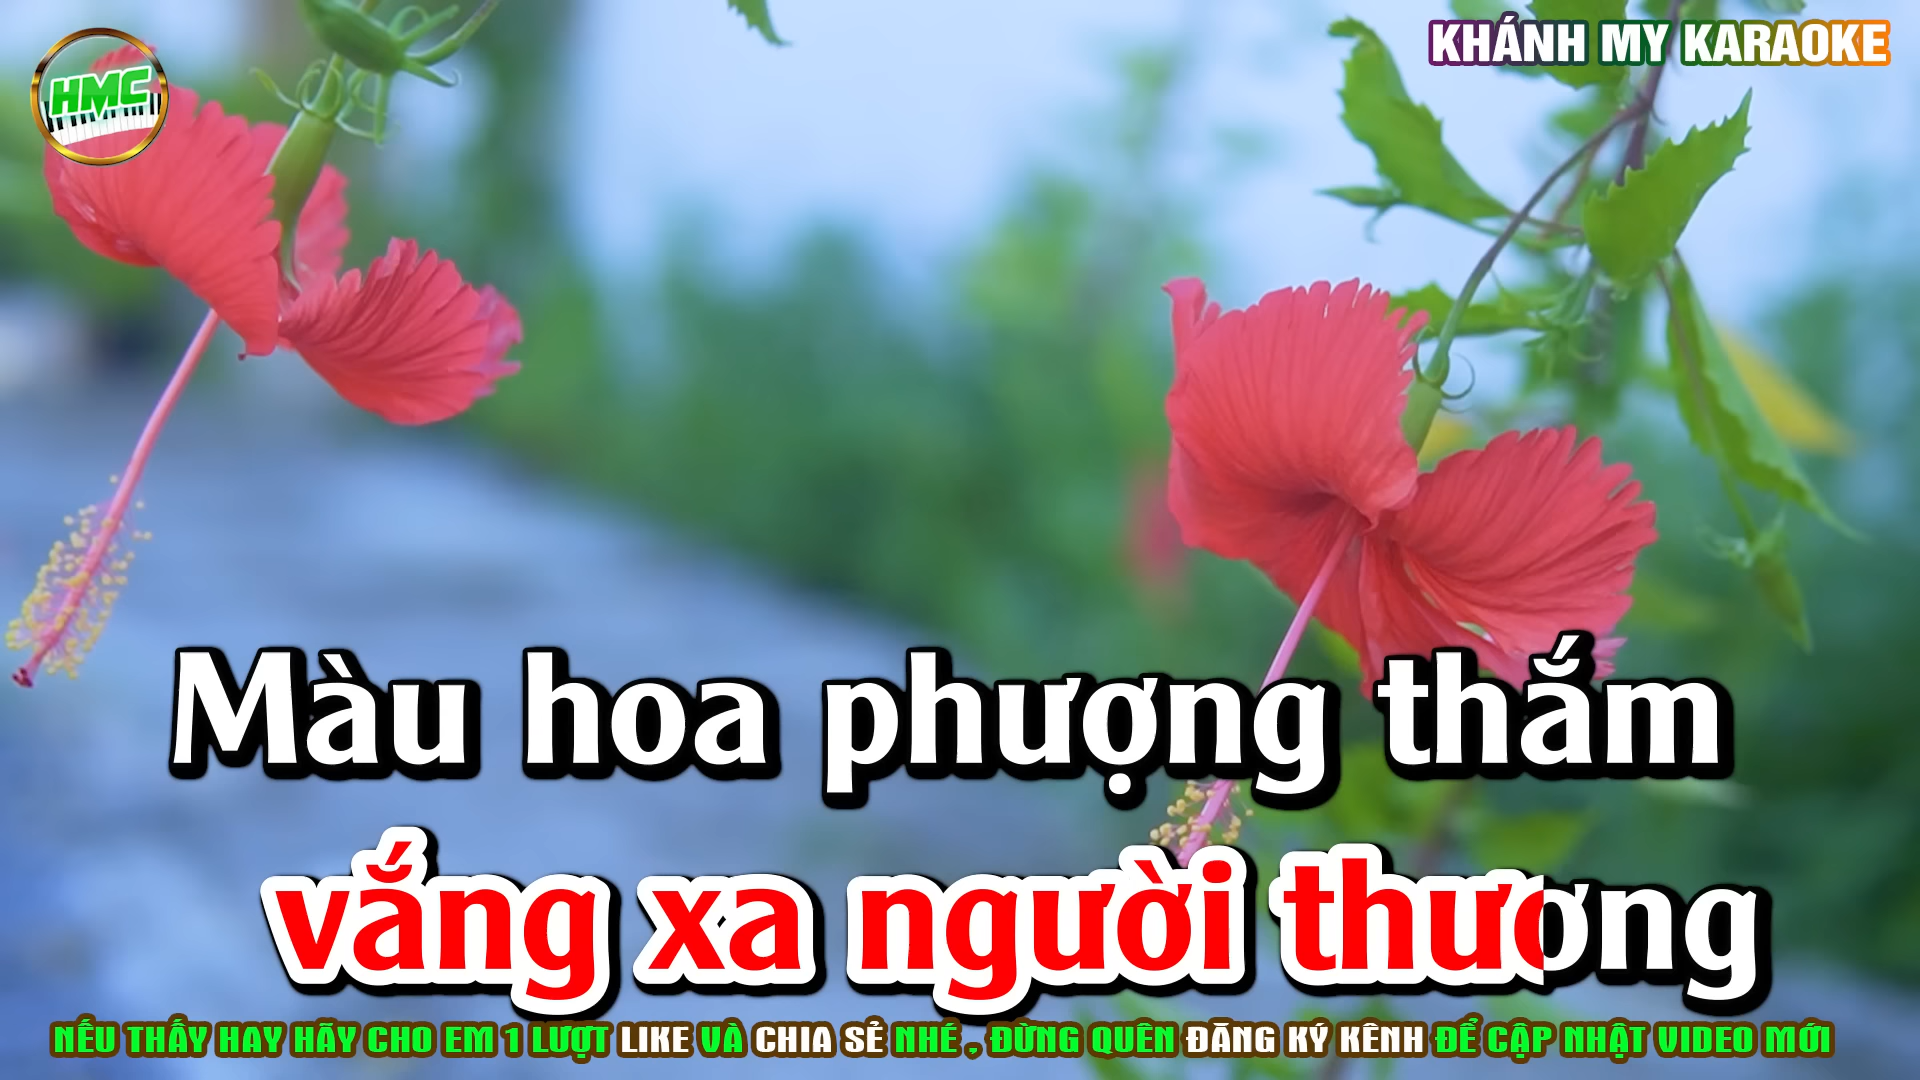 KHÁNH MY KARAOKE
HMC
Màu hoa phượng thắm
vắng xa người thương
NẾU THẤY HAY HÃY CHO EM 1 LƯỢT LIKE VÀ CHIA SẺ NHÉ , ĐỪNG QUÊN ĐĂNG KÝ KÊNH ĐỂ CẬP NHẬT VIDEO MỚI